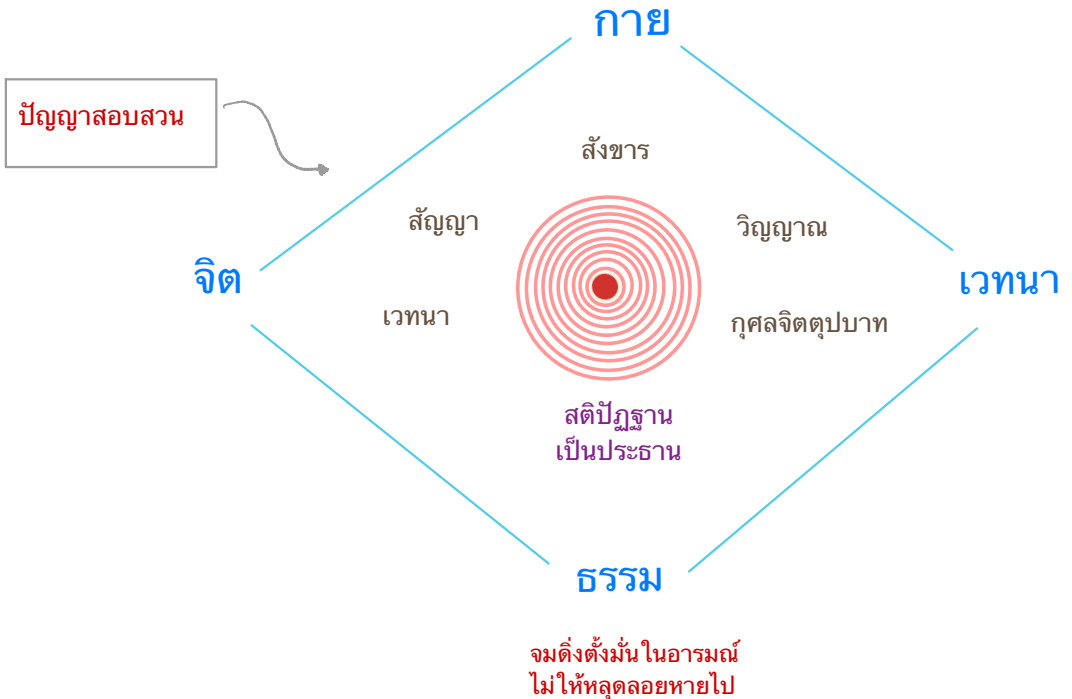 กาย
ปัญญาสอบสวน
สังขาร
สัญญา
วิญญาณ
จิต
เวทนา
เวทนา
กุศลจิตตุปบาท
สติปัฏฐาน
เป็นประธาน
ธรรม
จมดิ่งตั้งมั่นในอารมณ์
ไม่ให้หลุดลอยหายไป